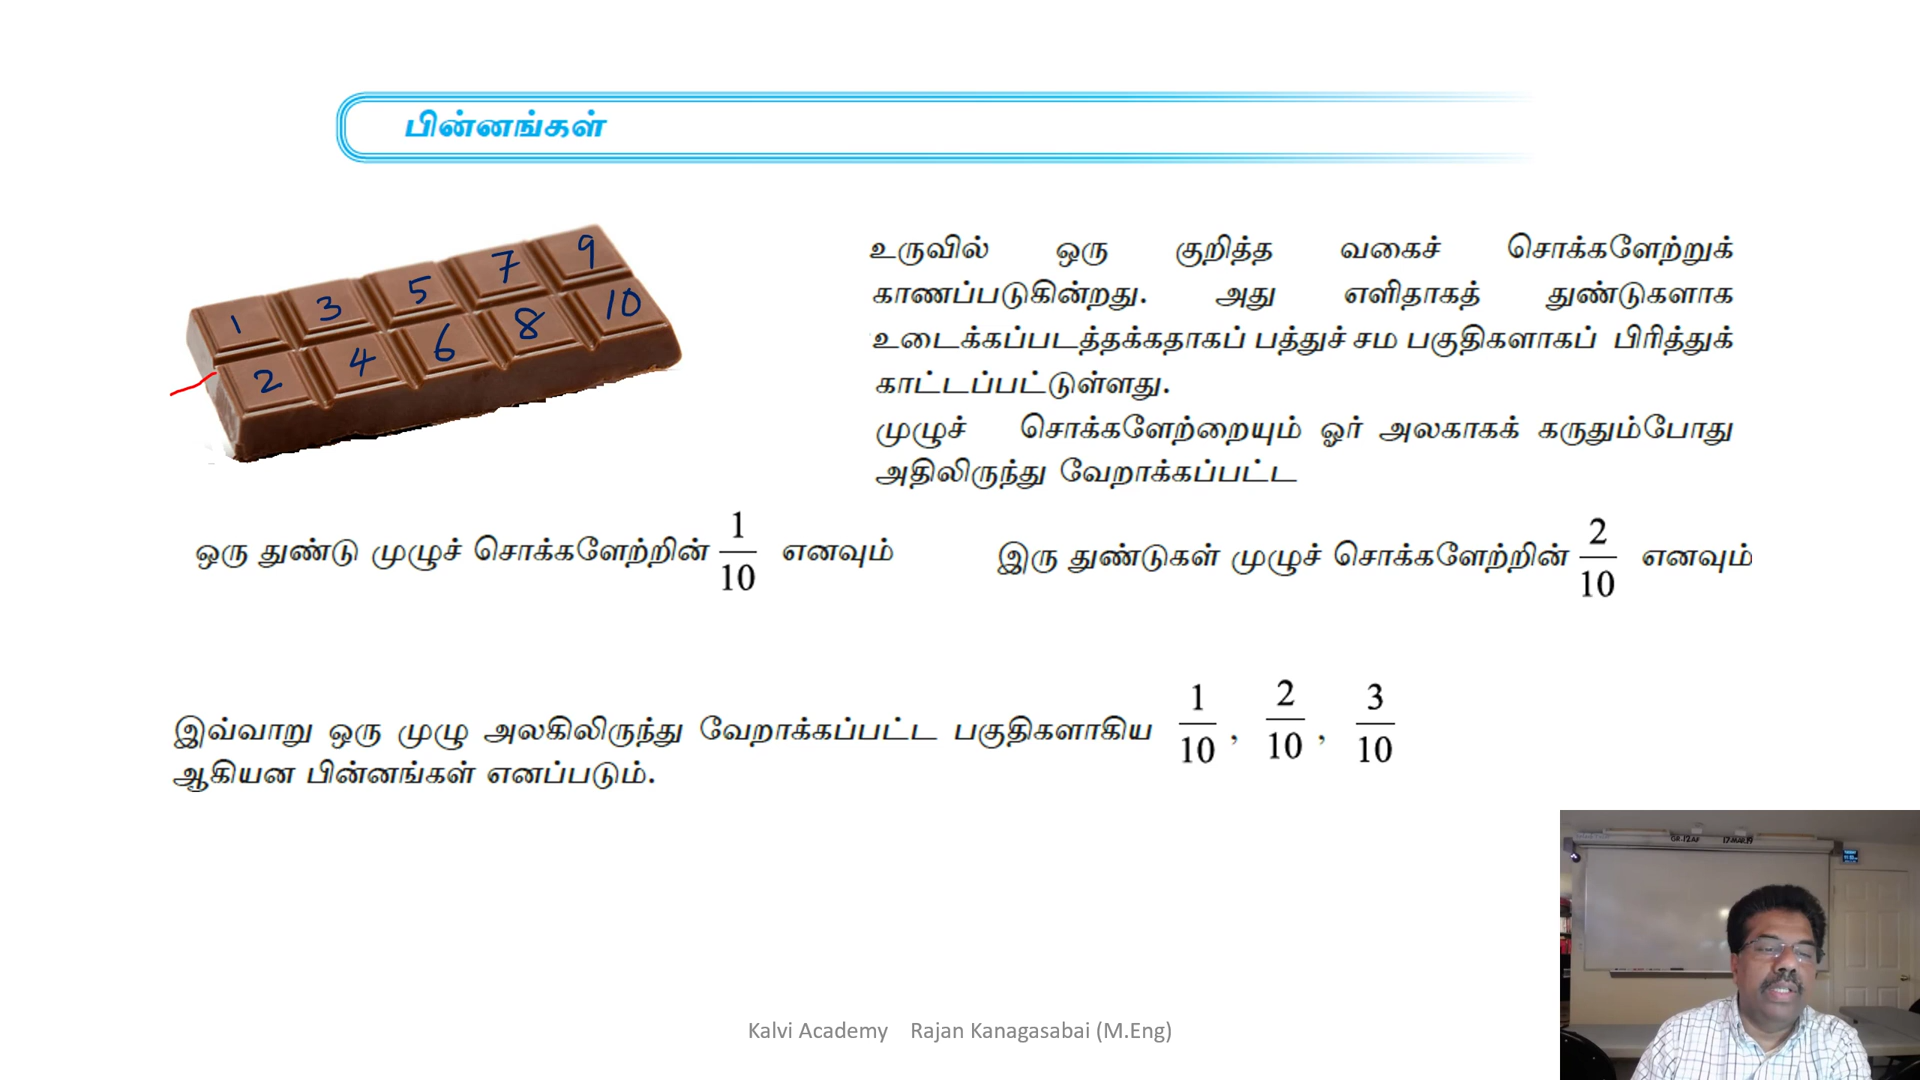 பின்னங்கள்
1 3 5 7 9
2 4 6 8 10
உருவில் ஒரு குறித்த வகைச் சொக்களேற்றுக்
காணப்படுகின்றது. அது எளிதாகத் துண்டுகளாக
உடைக்கப்படத்தக்கதாகப் பத்துச் சம பகுதிகளாகப் பிரித்துக்
காட்டப்பட்டுள்ளது.
முழுச் சொக்களேற்றையும் ஓர் அலகாகக் கருதும்போது
அதிலிருந்து வேறாக்கப்பட்ட
ஒரு துண்டு முழுச் சொக்களேற்றின் 1/10 எனவும்
இரு துண்டுகள் முழுச் சொக்களேற்றின் 2/10 எனவும்
இவ்வாறு ஒரு முழு அலகிலிருந்து வேறாக்கப்பட்ட பகுதிகளாகிய 1/10 , 2/10 , 3/10
ஆகியன பின்னங்கள் எனப்படும்.
Kalvi Academy Rajan Kanagasabai (M.Eng)